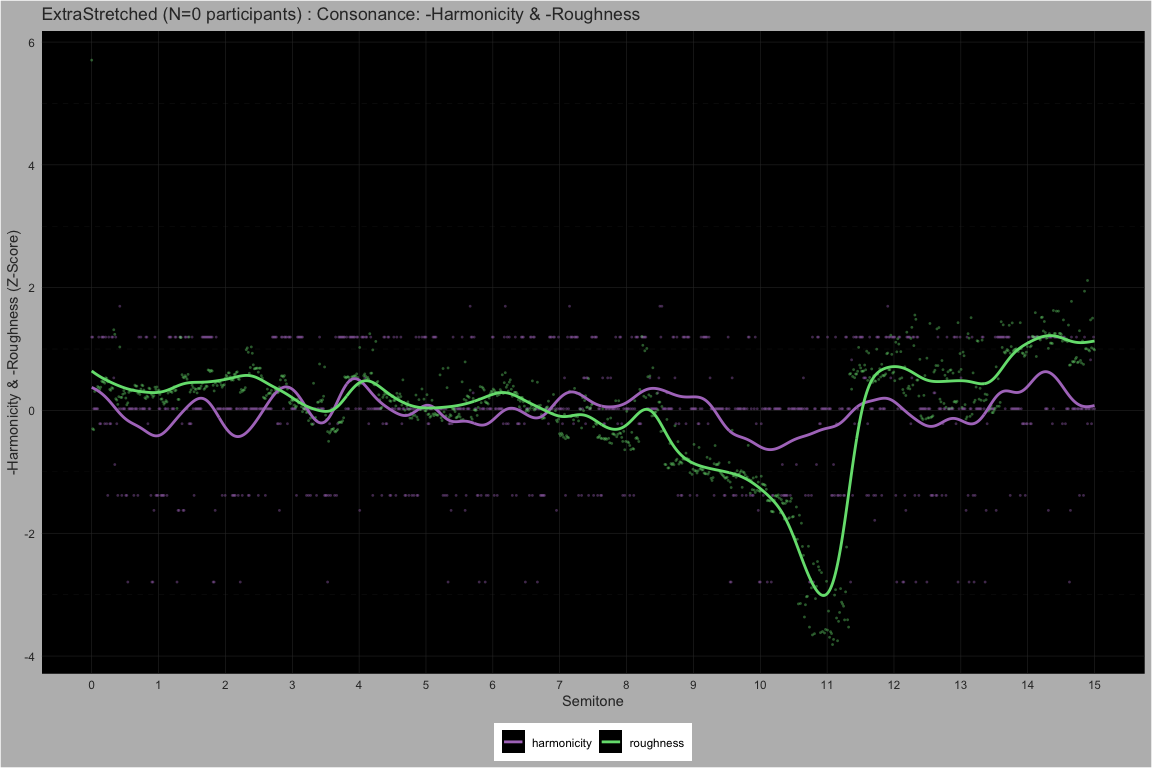 ExtraStretched (N=0 participants) : Consonance: -Harmonicity & -Roughness
-Harmonicity & -Roughness (Z-Score)
6
4
2
0
-2
-4
0 1 2 3 4 5 6 7 8 9 10 11 12 13 14 15
Semitone
harmonicity roughness